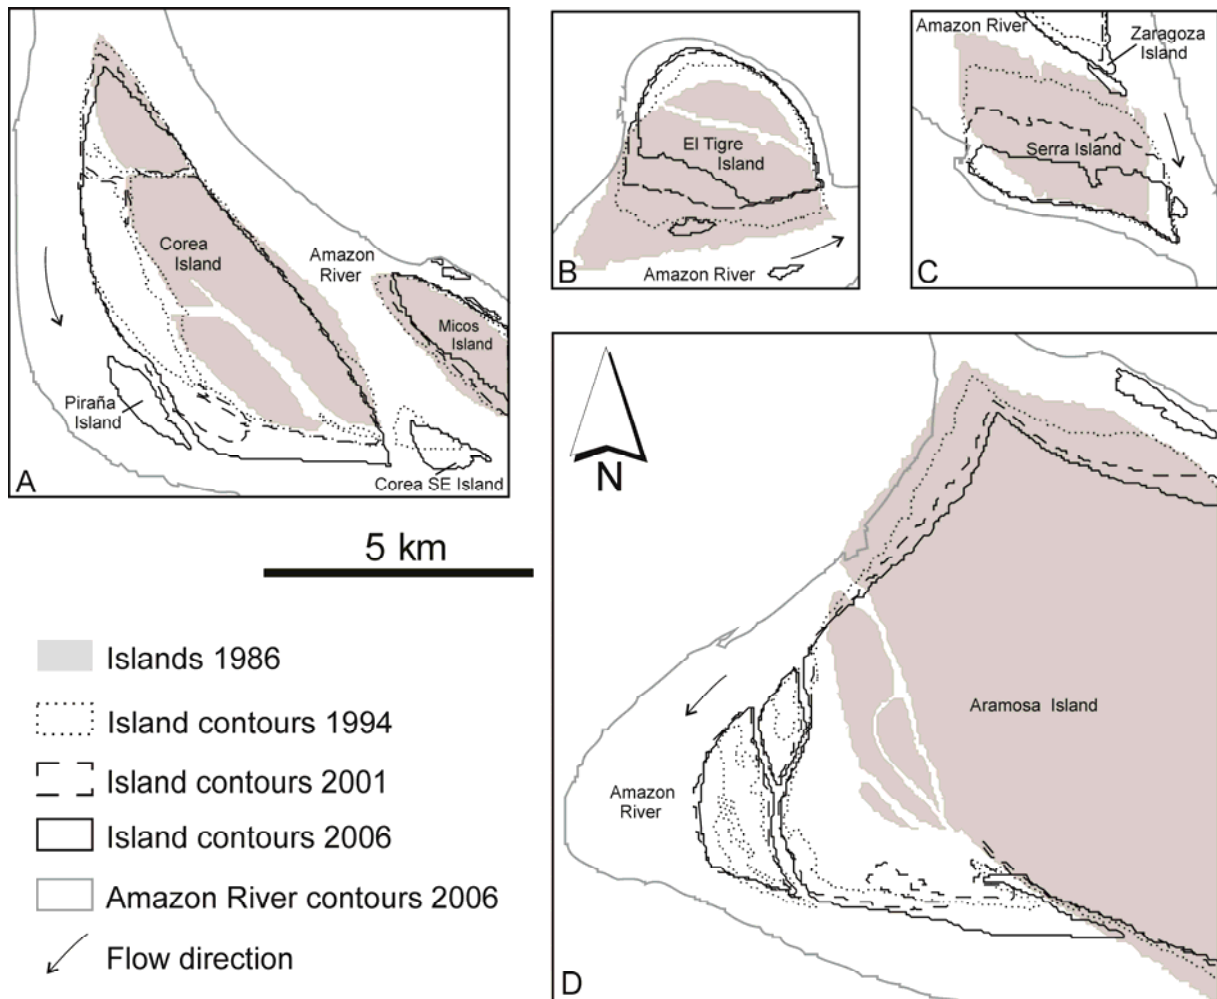 Corea
Island
Amazon
River
Micos
Island
Piraña
Island
Corea SE Island
A
El Tigre
Island
Amazon River
B
Amazon River
Zaragoza
Island
Serra Island
C
N
Aramosa Island
Amazon
River
D
5 km
Islands 1986
Island contours 1994
Island contours 2001
Island contours 2006
Amazon River contours 2006
Flow direction